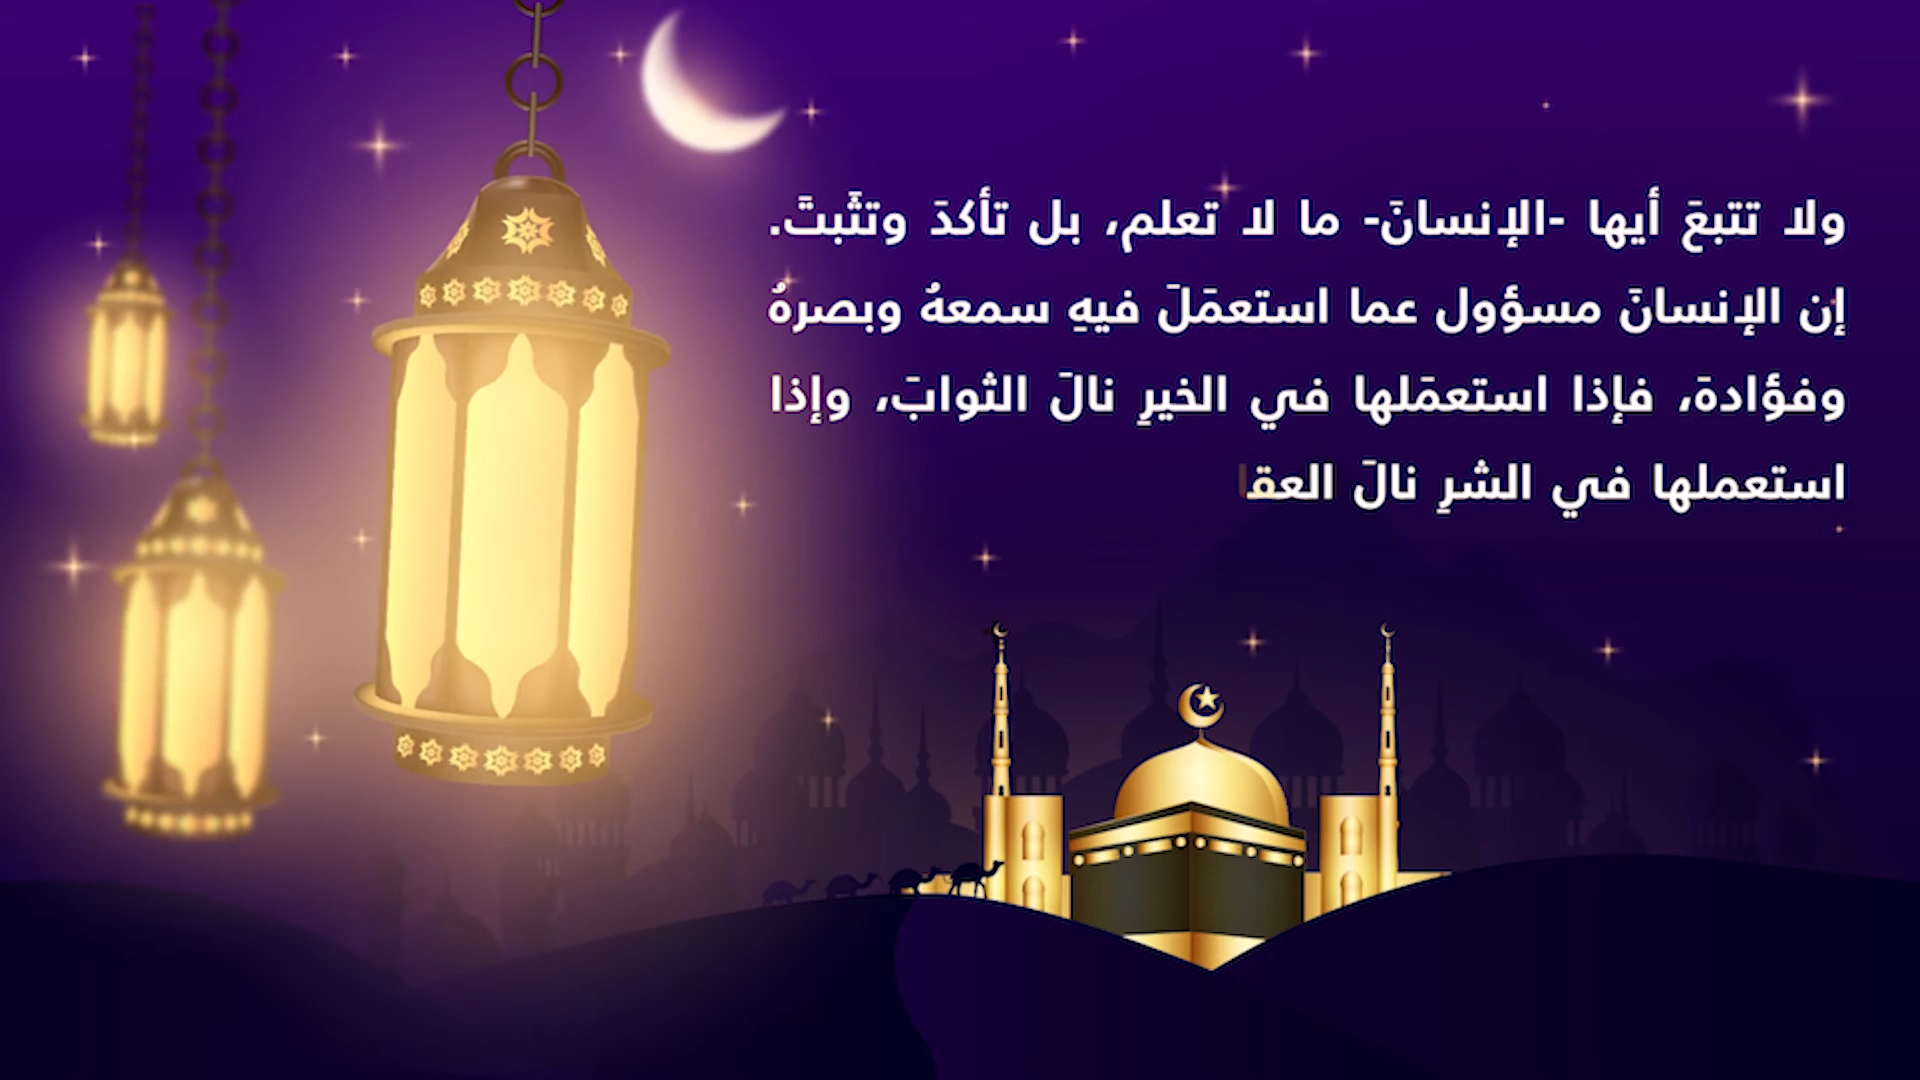 ولا تتبعَ أيها -الإنسانَ- ما لا تعلم، بل تأكدَ وتثَبتَ.
إن الإنسانَ مسؤول عما استعمَلَ فيهِ سمعهُ وبصرهُ
وفؤادةَ، فإذا استعمَلها في الخيرِ نالَ الثوابَ، وإذا
استعملها في الشرِ نالَ العقا